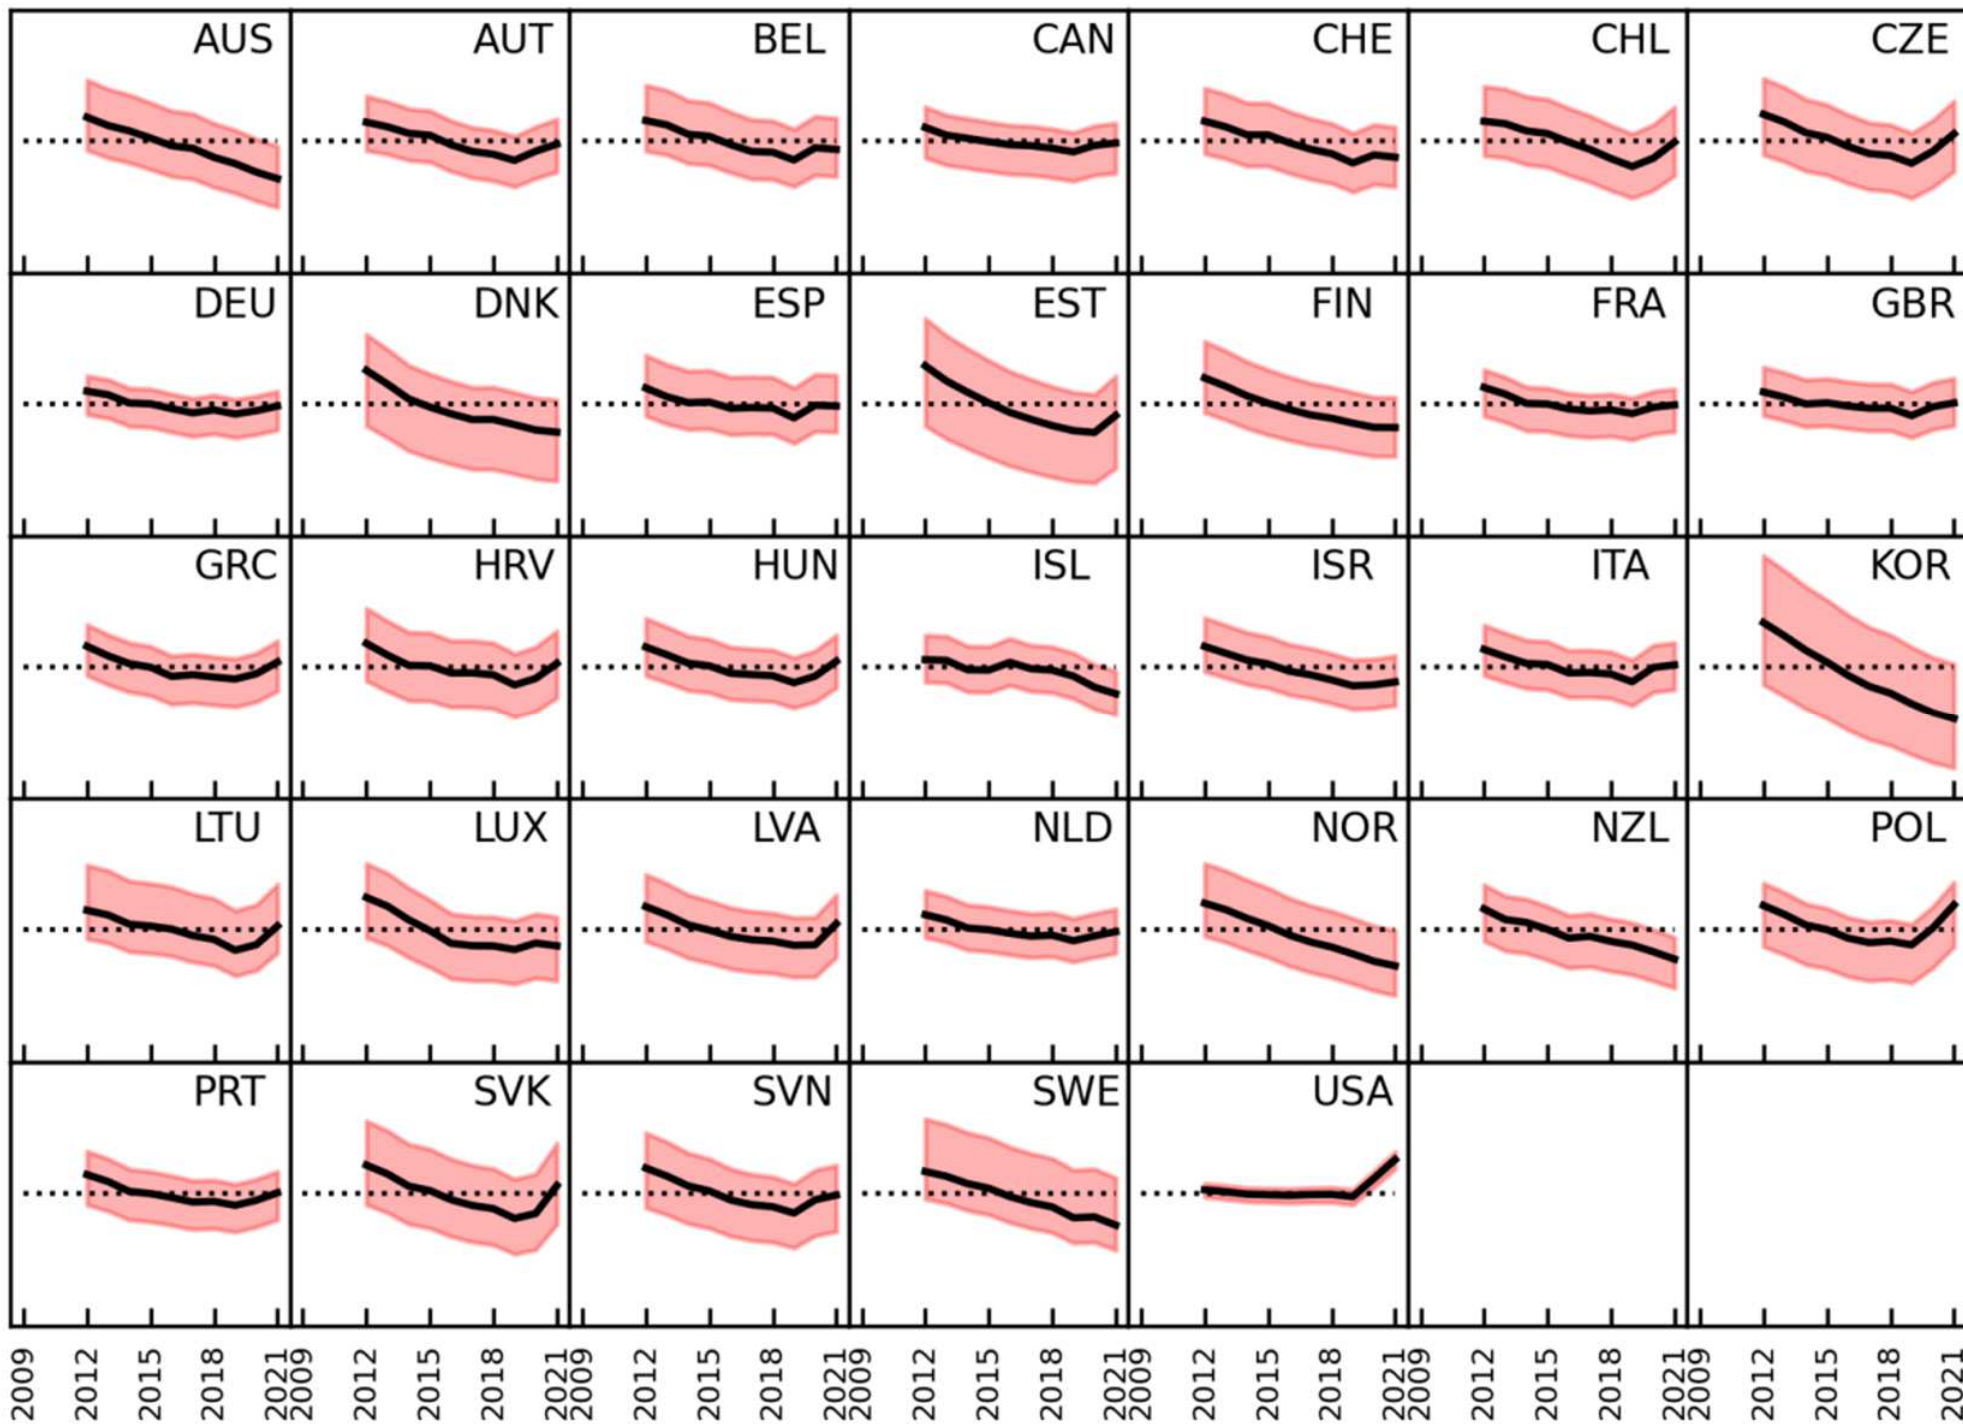 AUS AUT BEL CAN CHE CHL CZE
DEU DNK ESP EST FIN FRA GBR
GRC HRV HUN ISL ISR ITA KOR
LTU LUX LVA NLD NOR NZL POL
PRT SVK SVN SWE USA
2009 2012 2015 2018 2021 2009 2012 2015 2018 2021 2009 2012 2015 2018 2021 2009 2012 2015 2018 2021 2009 2012 2015 2018 2021 2009 2012 2015 2018 2021 2009 2012 2015 2018 2021